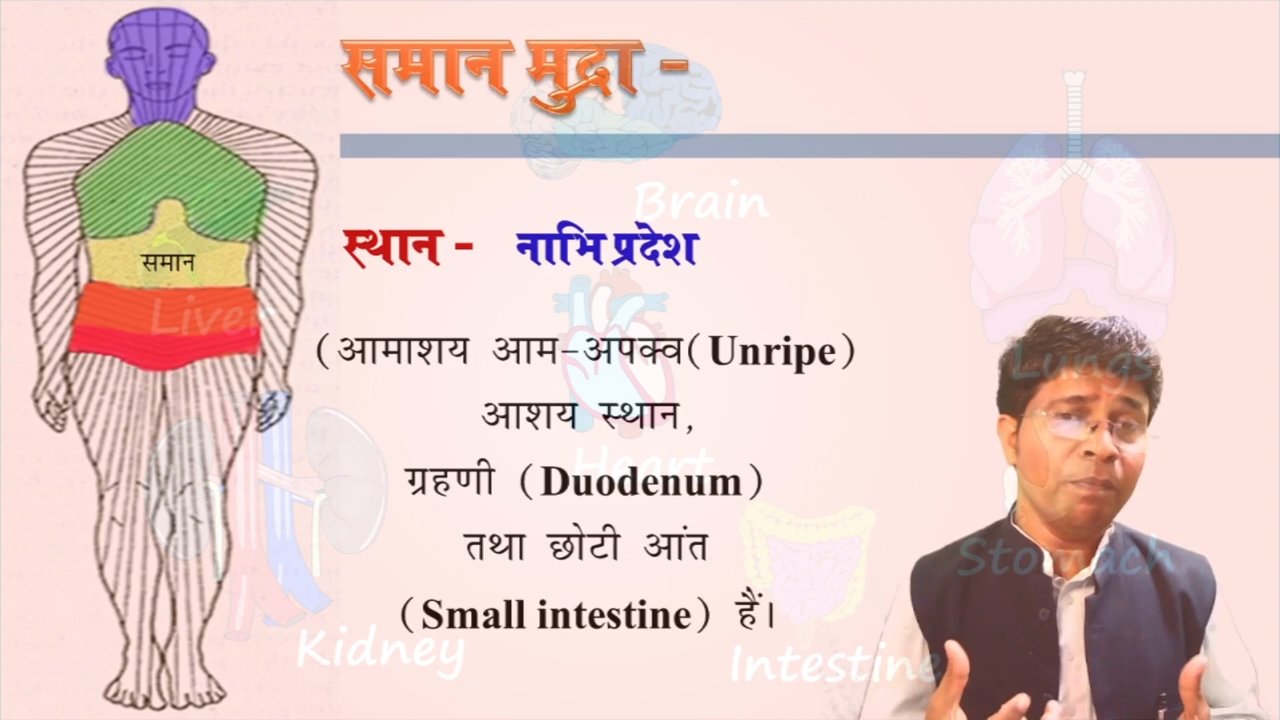 समान मुद्रा -
Brain
स्थान - नाभि प्रदेश
समान
Liver
(आमाशय आम-अपक्व(Unripe)
Lungs
आशय स्थान,
Heart
ग्रहणी (Duodenum)
तथा छोटी आंत
Stomach
(Small intestine) हैं।
Kidney
Intestine